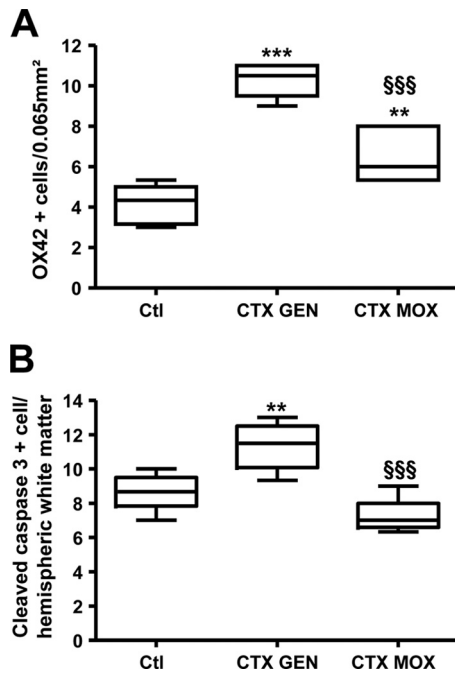 A
OX42 + cells/0.065mm²
12
10
8
6
4
2
0
***
§§§
**
Ctl
CTX GEN
CTX MOX
B
Cleaved caspase 3 + cell/
hemispheric white matter
14
12
10
8
6
4
2
0
**
§§§
Ctl
CTX GEN
CTX MOX